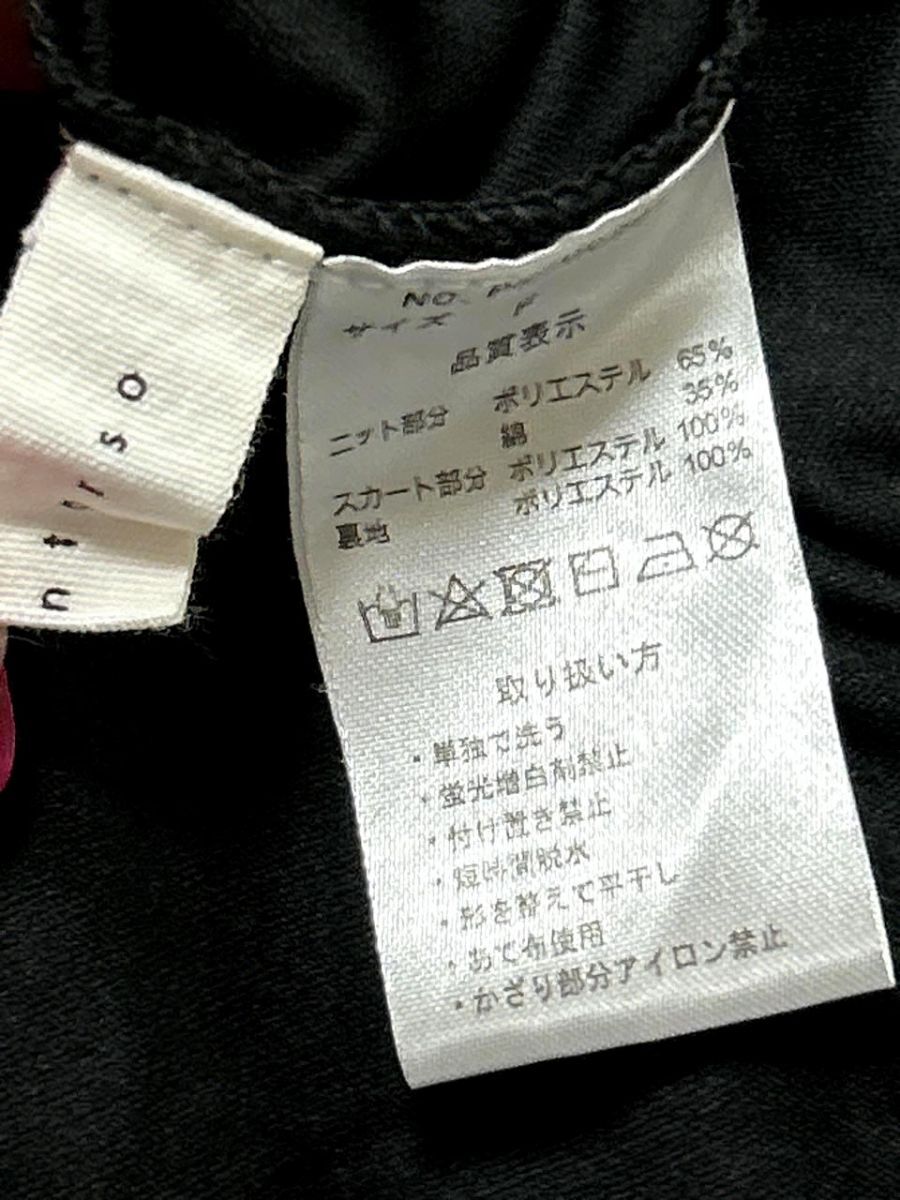 NO.
サイズ F
品質表示
ニット部分 ポリエステル 65%
綿 35%
スカート部分 ポリエステル 100%
裏地 ポリエステル 100%
取り扱い方
・単独で洗う
・蛍光増白剤禁止
・付け置き禁止
・短時間脱水
・形を整えて平干し
・あて布使用
・かざり部分アイロン禁止